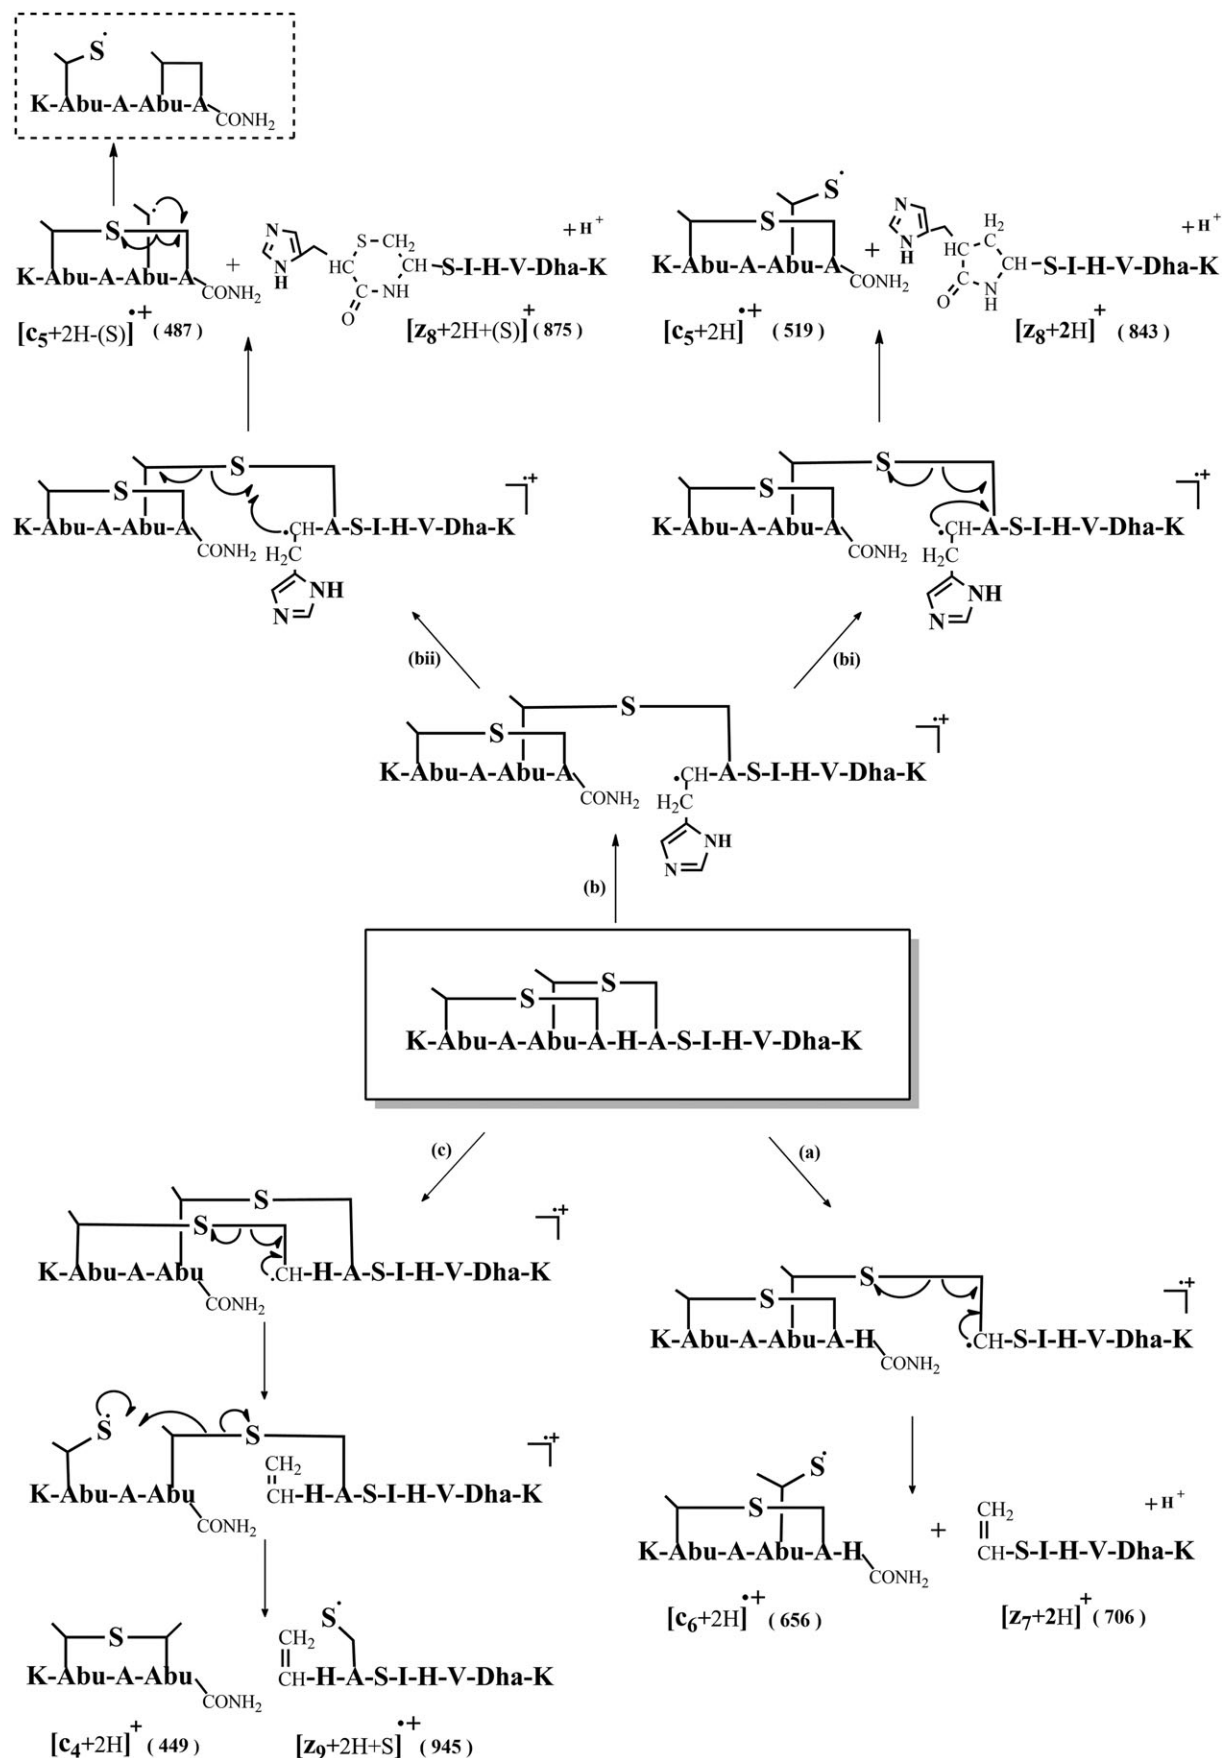 S•
K-Abu-A-Abu-A
CONH₂
S
K-Abu-A-Abu-A
CONH₂
+
N
N
H
S-CH₂
HC
CH-S-I-H-V-Dha-K
C
NH
O
+H⁺
[c₅+2H-(S)]•+ (487)
[z₈+2H+(S)]⁺ (875)
S•
S
K-Abu-A-Abu-A
CONH₂
+
N
N
H
H₂
C
HC
CH-S-I-H-V-Dha-K
C
N
H
O
+H⁺
[c₅+2H]•+ (519)
[z₈+2H]⁺ (843)
S
S
K-Abu-A-Abu-A
CONH₂
•CH-A-S-I-H-V-Dha-K
H₂C
NH
N
•+
S
S
K-Abu-A-Abu-A
CONH₂
•CH-A-S-I-H-V-Dha-K
H₂C
NH
N
•+
(bii)
(bi)
S
S
K-Abu-A-Abu-A
CONH₂
•CH-A-S-I-H-V-Dha-K
H₂C
NH
N
•+
(b)
S
S
K-Abu-A-Abu-A-H-A-S-I-H-V-Dha-K
(c)
(a)
S
S
K-Abu-A-Abu
CONH₂
•CH-H-A-S-I-H-V-Dha-K
•+
S
S
K-Abu-A-Abu-A-H
CONH₂
•CH-S-I-H-V-Dha-K
•+
S•
S
K-Abu-A-Abu
CONH₂
CH₂
CH-H-A-S-I-H-V-Dha-K
•+
S•
S
K-Abu-A-Abu-A-H
CONH₂
+
CH₂
CH-S-I-H-V-Dha-K
+H⁺
[c₆+2H]•+ (656)
[z₇+2H]⁺ (706)
S
K-Abu-A-Abu
CONH₂
S•
CH₂
CH-H-A-S-I-H-V-Dha-K
[c₄+2H]⁺ (449)
[z₉+2H+S]•+ (945)